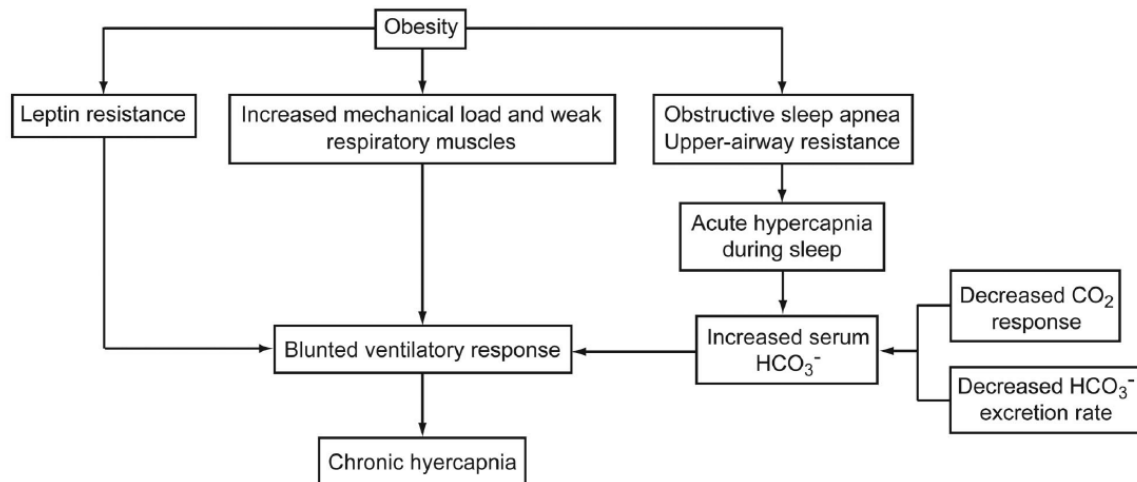 Obesity
Leptin resistance
Increased mechanical load and weak
respiratory muscles
Obstructive sleep apnea
Upper-airway resistance
Acute hypercapnia
during sleep
Decreased CO₂
response
Blunted ventilatory response
Increased serum
HCO₃⁻
Decreased HCO₃⁻
excretion rate
Chronic hyercapnia